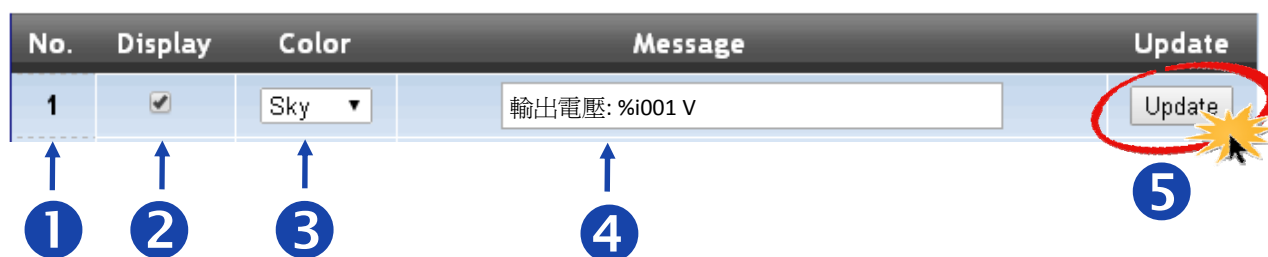 No. Display Color Message Update
1 Sky 輸出電壓: %i001 V Update
1 2 3 4 5